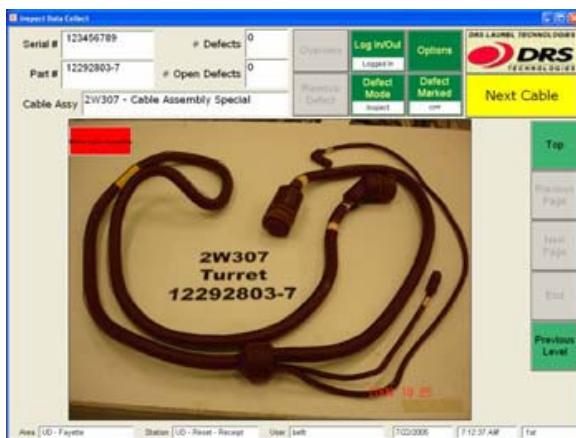 Inspect Data Collect
Serial # 123456789
# Defects 0
Part # 12292803-7
# Open Defects 0
Cable Assy 2W307 - Cable Assembly Special
Overview
Log In/Out
Logged In
Options
Remove Defect
Defect Mode
Inspect
Defect Marked
OFF
DRS LAUREL TECHNOLOGIES
DRS
TECHNOLOGIES
Next Cable
Top
Previous Page
Next Page
End
Previous Level
2W307
Turret
12292803-7
Area UD - Fayette
Station UD - Reset - Receipt
User
7/22/2005
7:12:37 AM